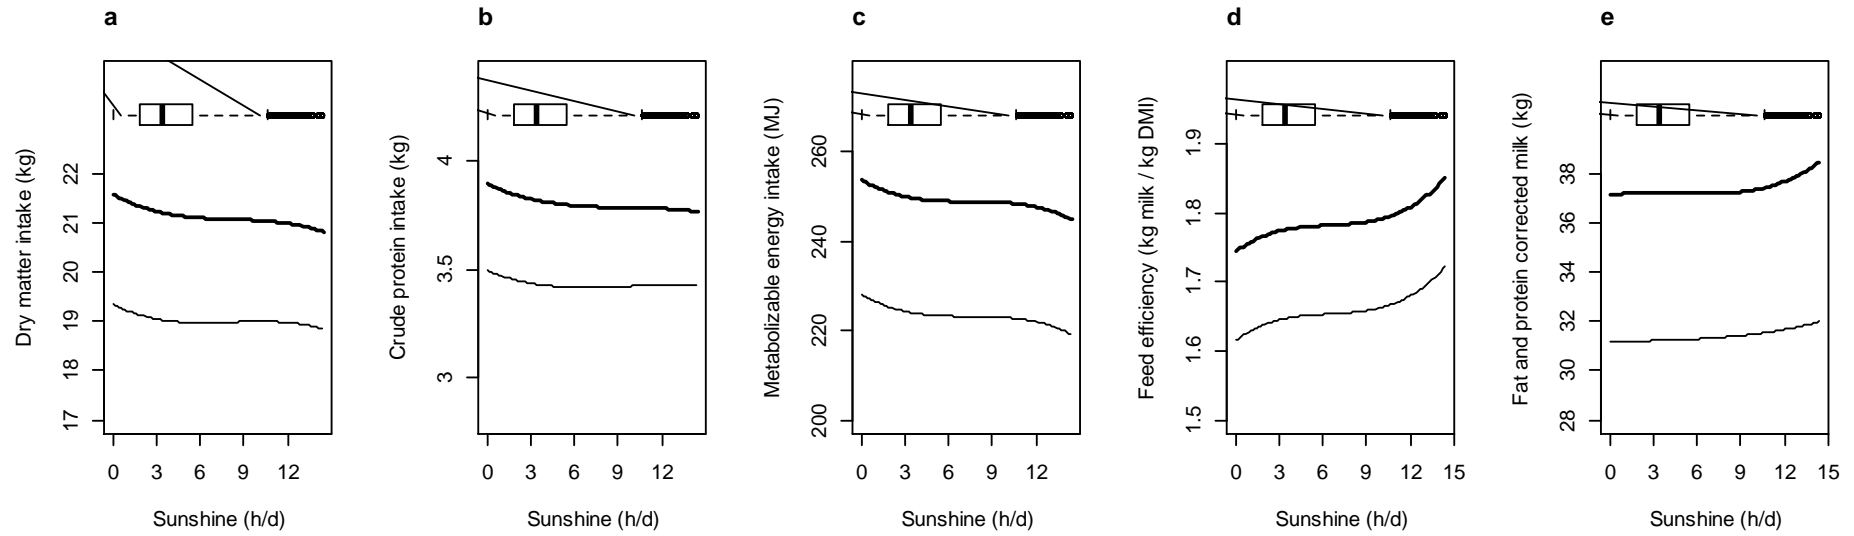 a
Dry matter intake (kg)
22
21
20
19
18
17
0 3 6 9 12
Sunshine (h/d)
b
Crude protein intake (kg)
4
3.5
3
0 3 6 9 12
Sunshine (h/d)
c
Metabolizable energy intake (MJ)
260
240
220
200
0 3 6 9 12
Sunshine (h/d)
d
Feed efficiency (kg milk / kg DMI)
1.9
1.8
1.7
1.6
1.5
0 3 6 9 12 15
Sunshine (h/d)
e
Fat and protein corrected milk (kg)
38
36
34
32
30
28
0 3 6 9 12 15
Sunshine (h/d)